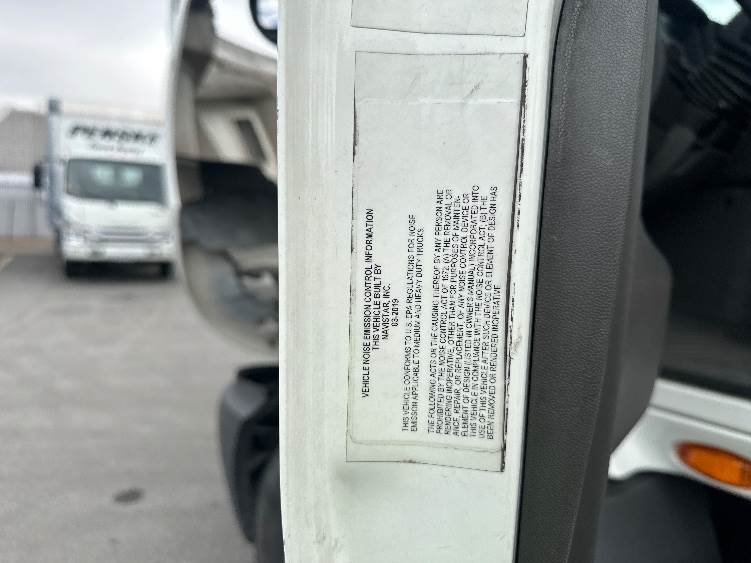 VEHICLE NOISE EMISSION CONTROL INFORMATION
THIS VEHICLE BUILT BY
NAVISTAR, INC.
03-2019
THIS VEHICLE CONFORMS TO U.S. EPA REGULATIONS FOR NOISE
EMISSION APPLICABLE TO MEDIUM AND HEAVY DUTY TRUCKS.
THE FOLLOWING ACTS OR THE CAUSING THEREOF BY ANY PERSON ARE
PROHIBITED BY THE NOISE CONTROL ACT OF 1972: (A) THE REMOVAL OR
RENDERING INOPERATIVE, OTHER THAN FOR PURPOSES OF MAINTEN-
ANCE, REPAIR, OR REPLACEMENT, OF ANY NOISE CONTROL DEVICE OR
ELEMENT OF DESIGN (LISTED IN OWNER'S MANUAL) INCORPORATED INTO
THIS VEHICLE IN COMPLIANCE WITH THE NOISE CONTROL ACT, (B) THE
USE OF THIS VEHICLE AFTER SUCH DEVICE OR ELEMENT OF DESIGN HAS
BEEN REMOVED OR RENDERED INOPERATIVE
PENSKE